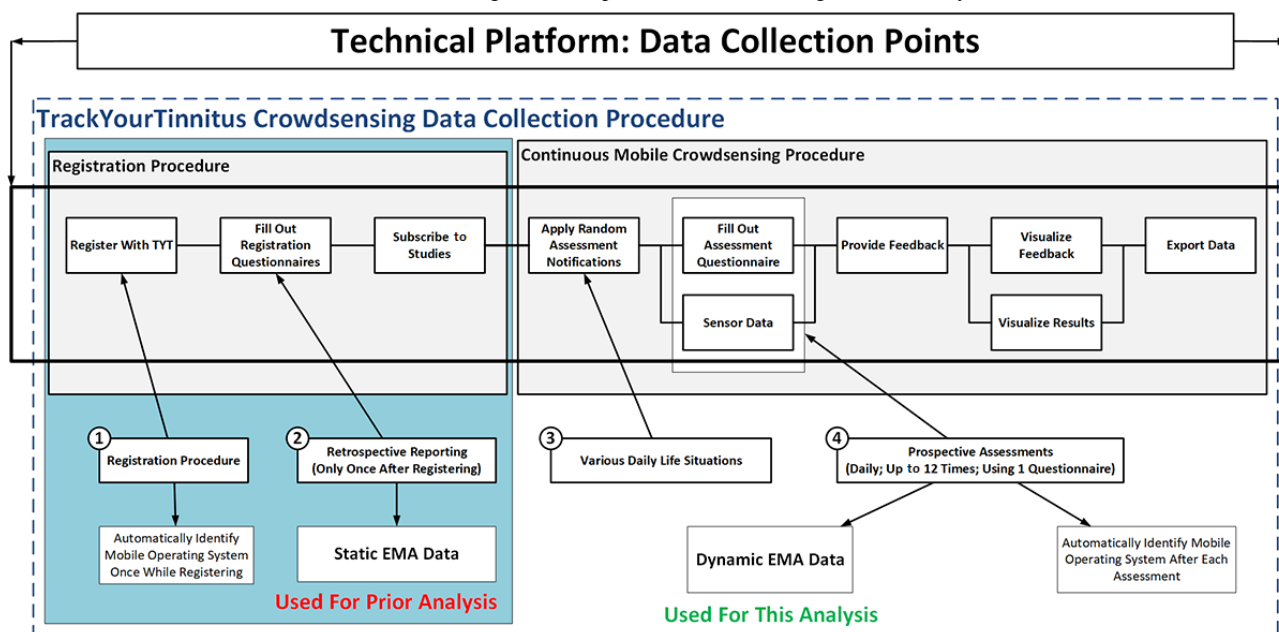 Technical Platform: Data Collection Points
TrackYourTinnitus Crowdsensing Data Collection Procedure
Registration Procedure
Continuous Mobile Crowdsensing Procedure
Register With TYT
Fill Out
Registration
Questionnaires
Subscribe to
Studies
Apply Random
Assessment
Notifications
Fill Out
Assessment
Questionnaire
Sensor Data
Provide Feedback
Visualize
Feedback
Visualize Results
Export Data
1
Registration Procedure
2
Retrospective Reporting
(Only Once After Registering)
3
Various Daily Life Situations
4
Prospective Assessments
(Daily; Up to 12 Times; Using 1 Questionnaire)
Automatically Identify
Mobile Operating System
Once While Registering
Static EMA Data
Dynamic EMA Data
Automatically Identify Mobile
Operating System After Each
Assessment
Used For Prior Analysis
Used For This Analysis